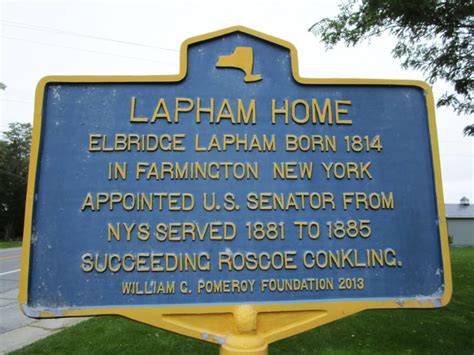 LAPHAM HOME
ELBRIDGE LAPHAM BORN 1814
IN FARMINGTON NEW YORK
APPOINTED U.S. SENATOR FROM
NYS SERVED 1881 TO 1885
SUCCEEDING ROSCOE CONKLING.
WILLIAM G. POMEROY FOUNDATION 2013